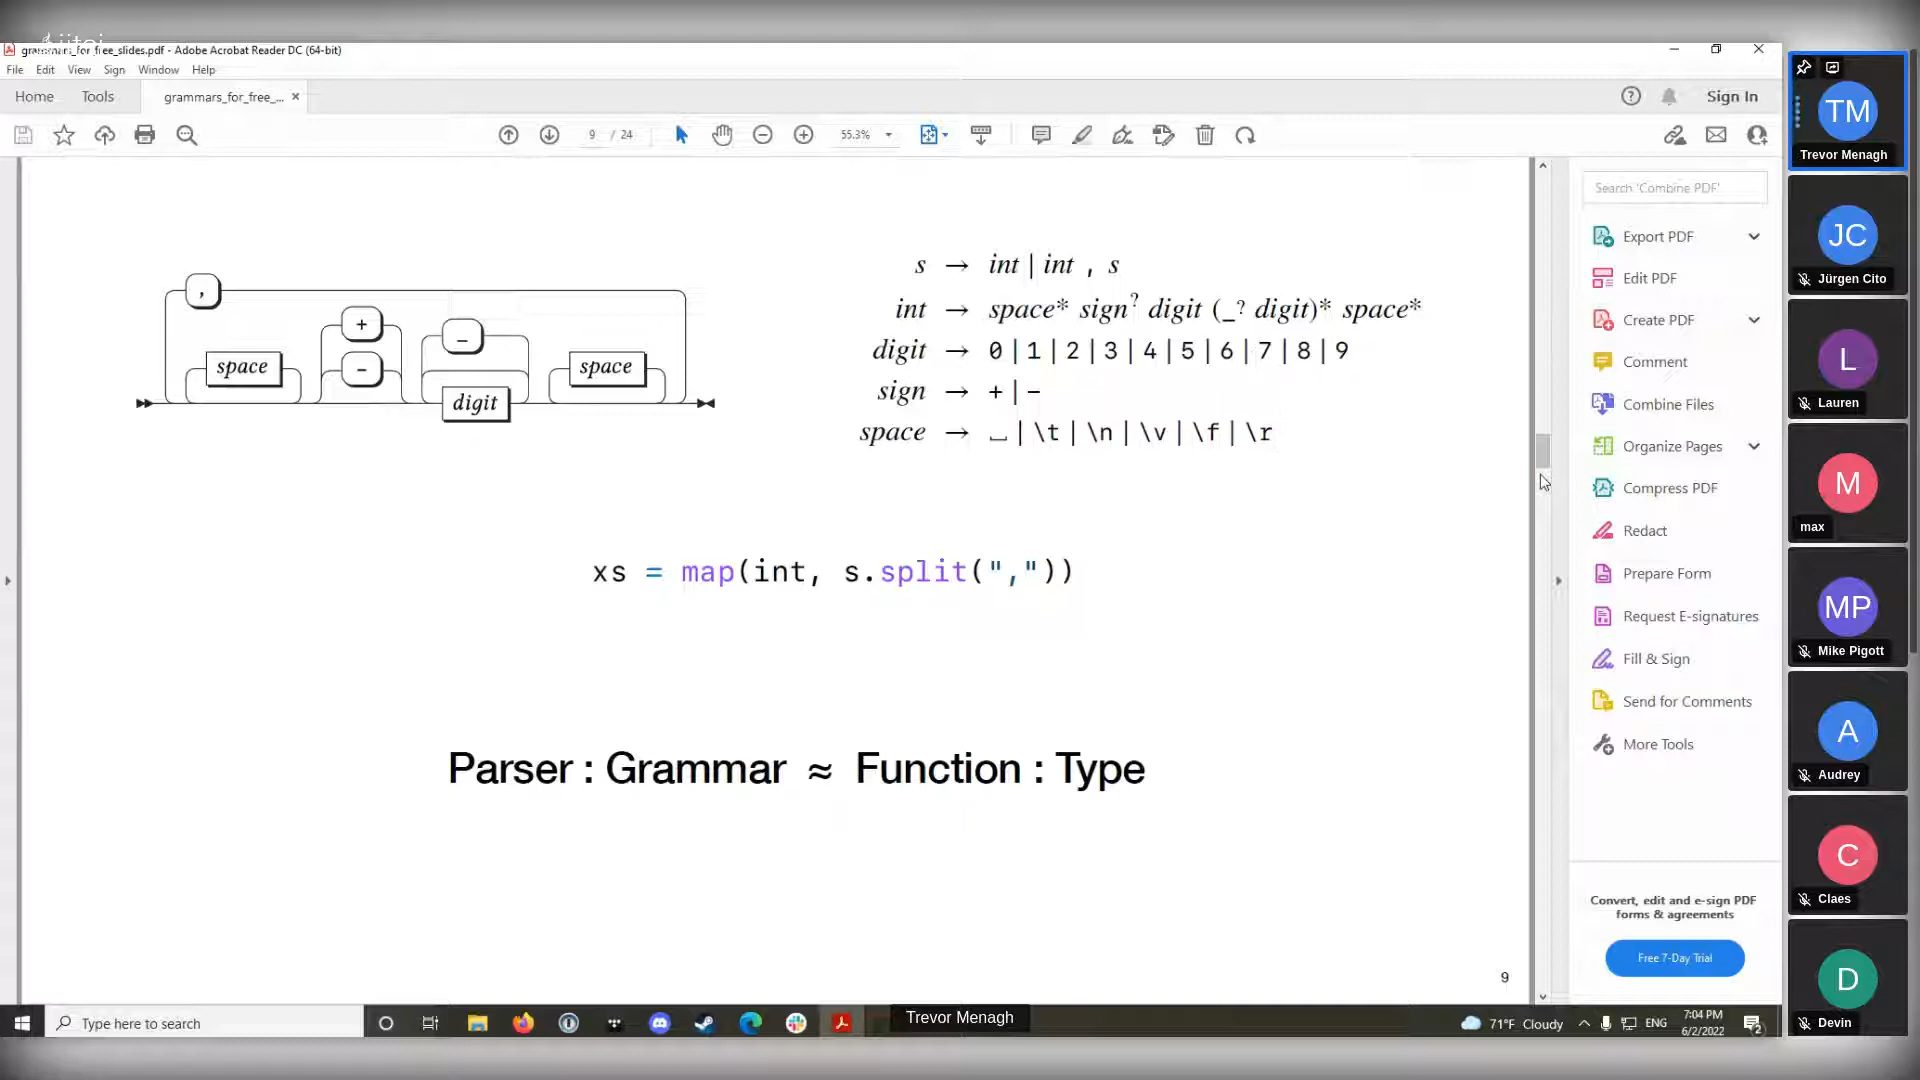 grammars_for_free_slides.pdf - Adobe Acrobat Reader DC (64-bit)
File Edit View Sign Window Help
Home Tools grammars_for_free_... × Sign In
9 / 24 55.3%
,
+
-
_
space
digit
space
s → int | int , s
int → space* sign? digit (_? digit)* space*
digit → 0 | 1 | 2 | 3 | 4 | 5 | 6 | 7 | 8 | 9
sign → + | -
space → ␣ | \t | \n | \v | \f | \r
xs = map(int, s.split(","))
Parser : Grammar ≈ Function : Type
9
Search 'Combine PDF'
Export PDF
Edit PDF
Create PDF
Comment
Combine Files
Organize Pages
Compress PDF
Redact
Prepare Form
Request E-signatures
Fill & Sign
Send for Comments
More Tools
Convert, edit and e-sign PDF
forms & agreements
Free 7-Day Trial
TM
Trevor Menagh
JC
Jürgen Cito
L
Lauren
M
max
MP
Mike Pigott
A
Audrey
C
Claes
D
Devin
Type here to search
Trevor Menagh
71°F Cloudy
ENG
7:04 PM
6/2/2022
2